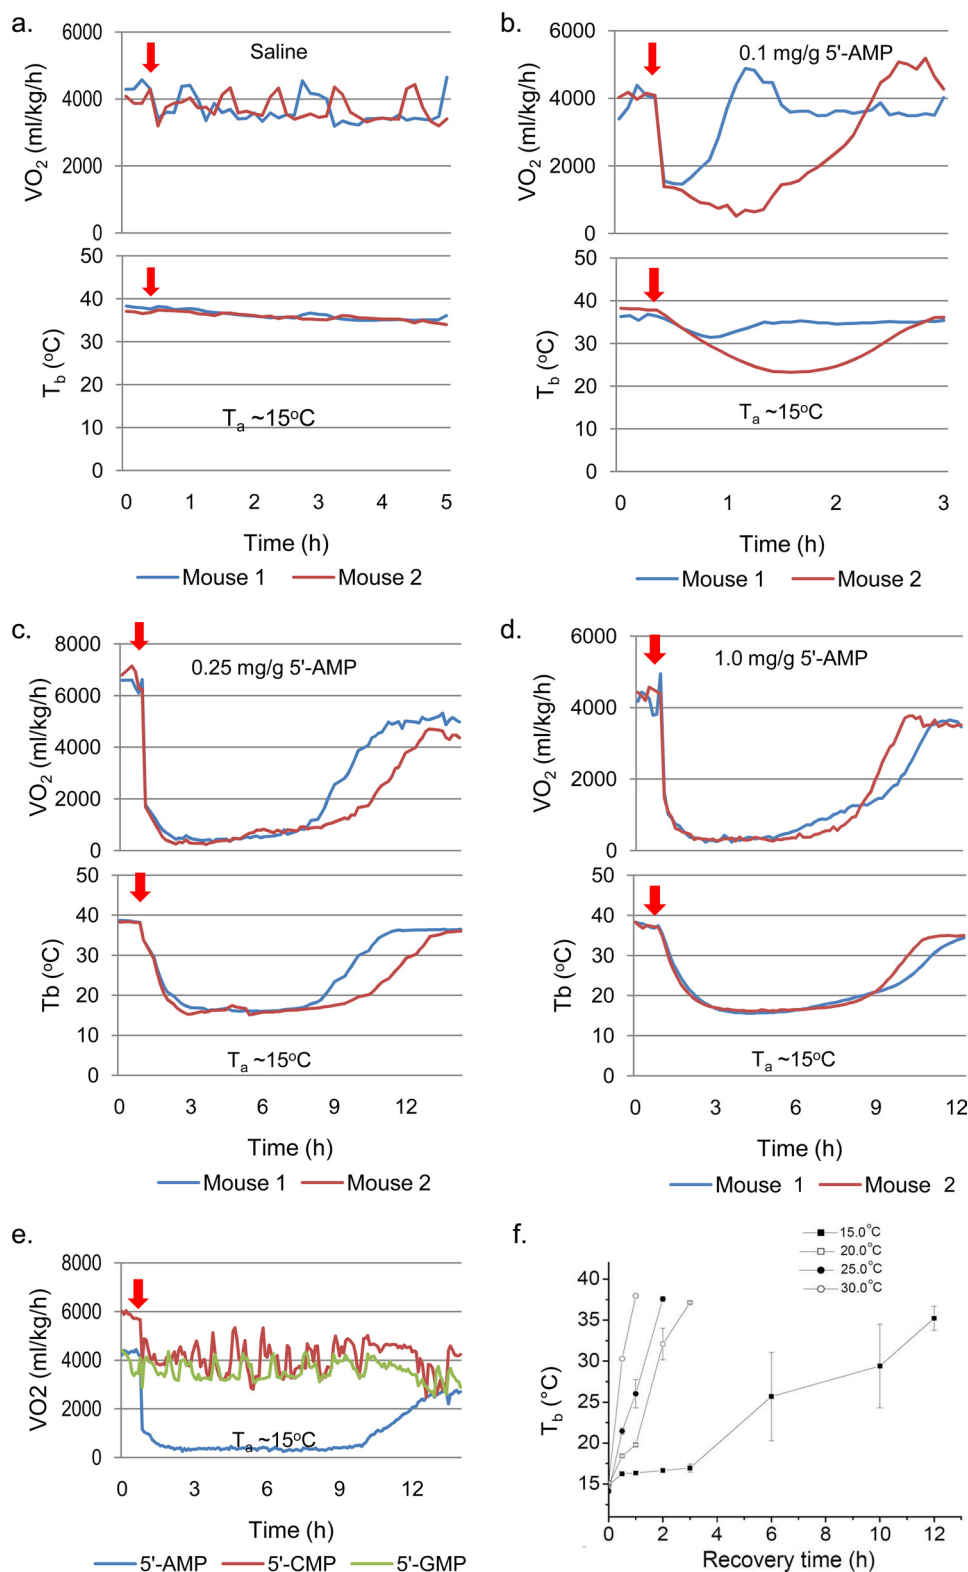 a.
6000
Saline
4000
2000
0
VO2 (ml/kg/h)
50
40
30
20
10
0
Tb (oC)
Ta ~15oC
0 1 2 3 4 5
Time (h)
Mouse 1 Mouse 2
b.
6000
0.1 mg/g 5'-AMP
4000
2000
0
VO2 (ml/kg/h)
50
40
30
20
10
0
Tb (oC)
Ta ~15oC
0 1 2 3
Time (h)
Mouse 1 Mouse 2
c.
8000
0.25 mg/g 5'-AMP
6000
4000
2000
0
VO2 (ml/kg/h)
50
40
30
20
10
0
Tb (oC)
Ta ~15oC
0 3 6 9 12
Time (h)
Mouse 1 Mouse 2
d.
6000
1.0 mg/g 5'-AMP
4000
2000
0
VO2 (ml/kg/h)
50
40
30
20
10
0
Tb (oC)
Ta ~15oC
0 3 6 9 12
Time (h)
Mouse 1 Mouse 2
e.
8000
6000
4000
2000
0
VO2 (ml/kg/h)
Ta ~15oC
0 3 6 9 12
Time (h)
5'-AMP 5'-CMP 5'-GMP
f.
15.0°C
20.0°C
25.0°C
30.0°C
40
35
30
25
20
15
Tb (°C)
0 2 4 6 8 10 12
Recovery time (h)